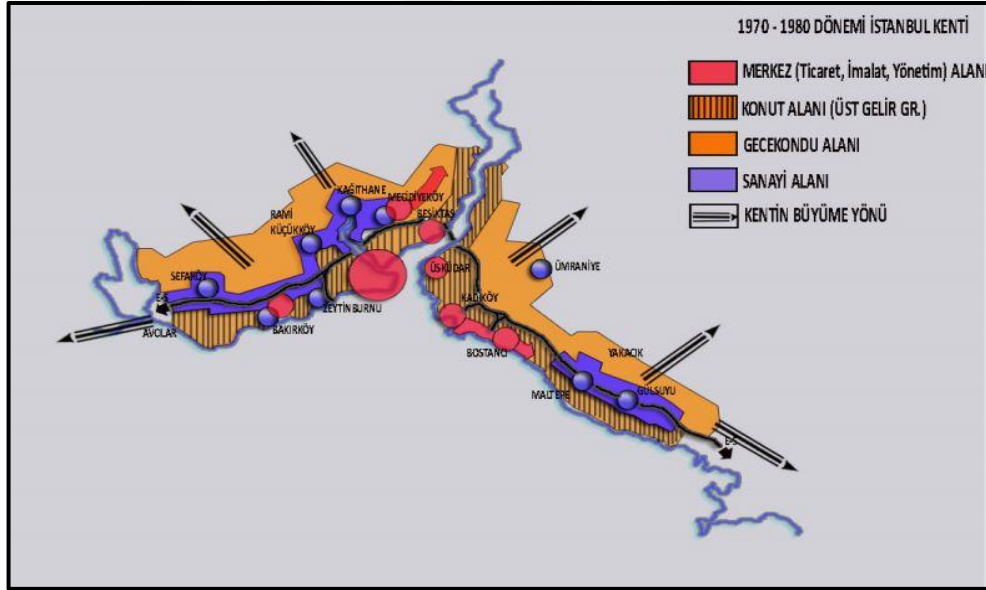 1970 - 1980 DÖNEMİ İSTANBUL KENTİ
MERKEZ (Ticaret, İmalat, Yönetim) ALANI
KONUT ALANI (ÜST GELİR GR.)
GECEKONDU ALANI
SANAYİ ALANI
KENTİN BÜYÜME YÖNÜ
KAĞITHANE
MECİDİYEKÖY
BEŞİKTAŞ
RAMİ
KÜÇÜKKÖY
SEFAKÖY
E-5
AVCILAR
BAKIRKÖY
ZEYTİNBURNU
ÜSKÜDAR
ÜMRANİYE
KADIKÖY
BOSTANCI
YAKACIK
MALTEPE
GÜLSUYU
E-5